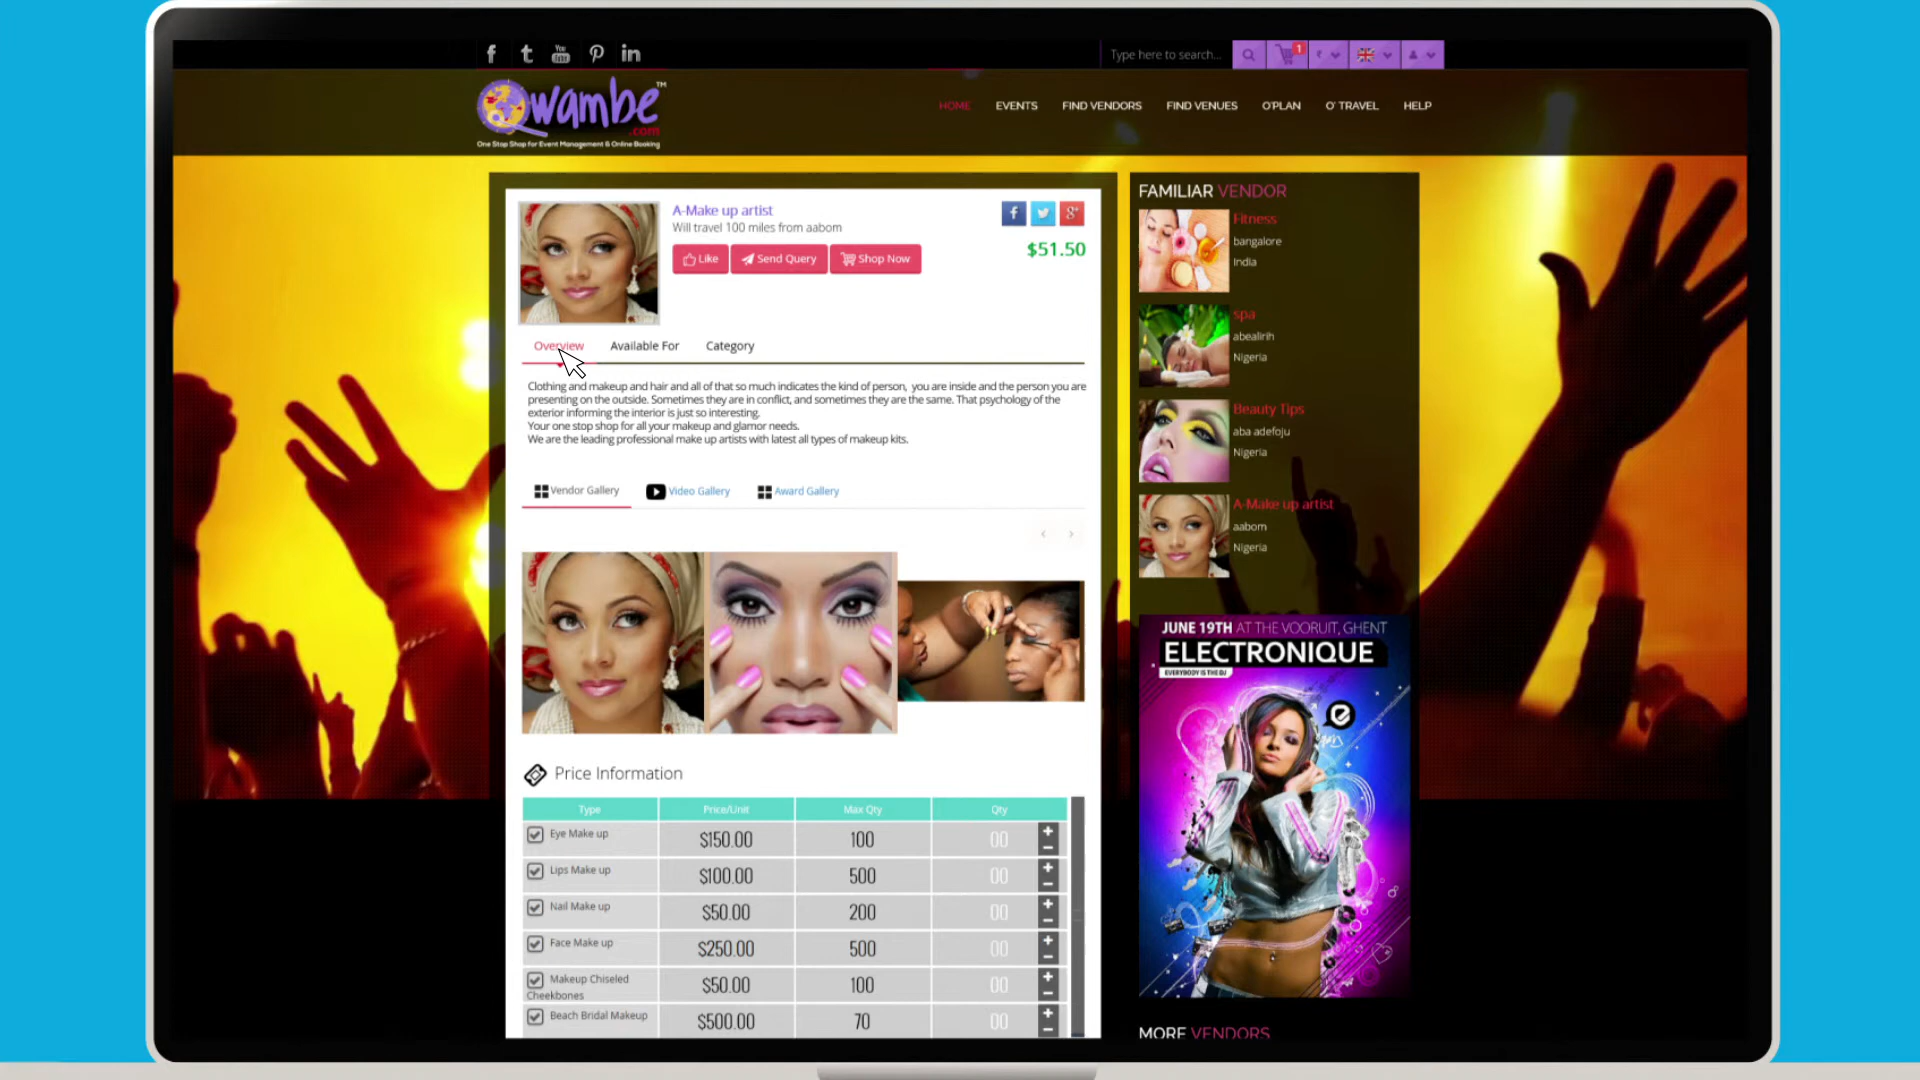 You
Tube
Type here to search...
1
wambe™
.com
One Stop Shop for Event Management & Online Booking
HOME EVENTS FIND VENDORS FIND VENUES O'PLAN O' TRAVEL HELP
A-Make up artist
Will travel 100 miles from aabom
Like Send Query Shop Now
$51.50
Overview Available For Category
Clothing and makeup and hair and all of that so much indicates the kind of person, you are inside and the person you are
presenting on the outside. Sometimes they are in conflict, and sometimes they are the same. That psychology of the
exterior informing the interior is just so interesting.
Your one stop shop for all your makeup and glamor needs.
We are the leading professional make up artists with latest all types of makeup kits.
Vendor Gallery Video Gallery Award Gallery
Price Information
Type Price/Unit Max Qty Qty
Eye Make up $150.00 100 00
Lips Make up $100.00 500 00
Nail Make up $50.00 200 00
Face Make up $250.00 500 00
Makeup Chiseled
Cheekbones $50.00 100 00
Beach Bridal Makeup $500.00 70 00
FAMILIAR VENDOR
Fitness
bangalore
India
spa
abealirih
Nigeria
Beauty Tips
aba adefoju
Nigeria
A-Make up artist
aabom
Nigeria
JUNE 19TH AT THE VOORUIT, GHENT
ELECTRONIQUE
EVERYBODY IS THE DJ
MORE VENDORS